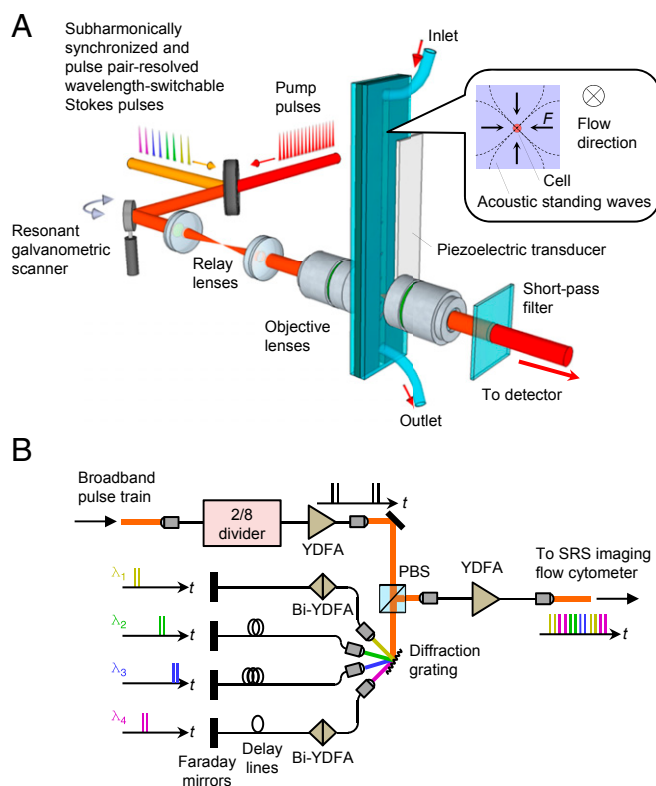 A
Subharmonically
synchronized and
pulse pair-resolved
wavelength-switchable
Stokes pulses
Pump
pulses
Inlet
F
Flow
direction
Cell
Acoustic standing waves
Resonant
galvanometric
scanner
Relay
lenses
Piezoelectric transducer
Short-pass
filter
Objective
lenses
To detector
Outlet
B
Broadband
pulse train
2/8
divider
YDFA
t
PBS
YDFA
To SRS imaging
flow cytometer
t
λ1
t
Bi-YDFA
λ2
t
Diffraction
grating
λ3
t
λ4
t
Faraday
mirrors
Delay
lines
Bi-YDFA